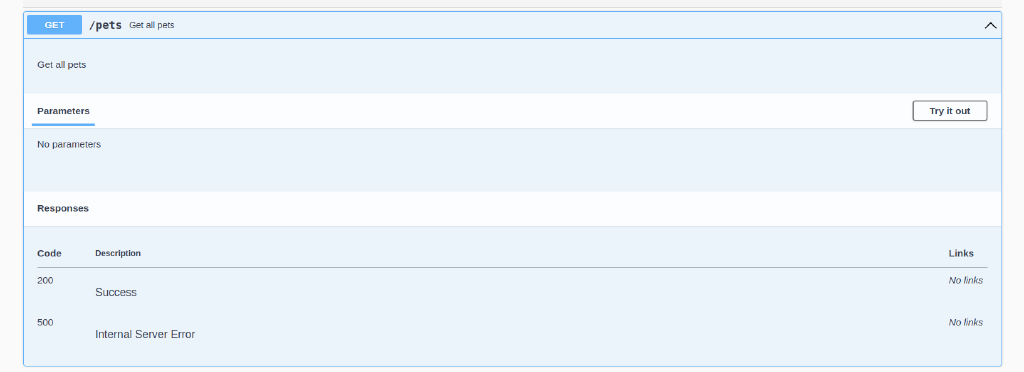 GET /pets Get all pets
Get all pets
Parameters Try it out
No parameters
Responses
Code Description Links
200 Success No links
500 Internal Server Error No links